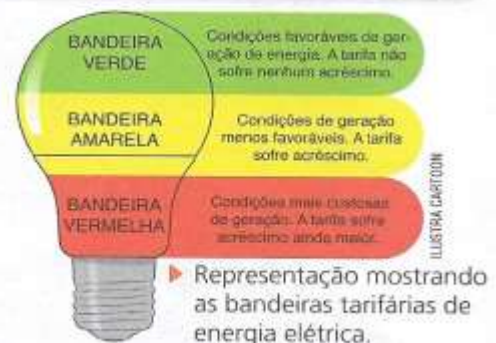 BANDEIRA
VERDE
Condições favoráveis de ger-
ação de energia. A tarifa não
sofre nenhum acréscimo.
BANDEIRA
AMARELA
Condições de geração
menos favoráveis. A tarifa
sofre acréscimo.
BANDEIRA
VERMELHA
Condições mais custosas
de geração. A tarifa sofre
acréscimo ainda maior.
ILUSTRA CARTOON
Representação mostrando
as bandeiras tarifárias de
energia elétrica.